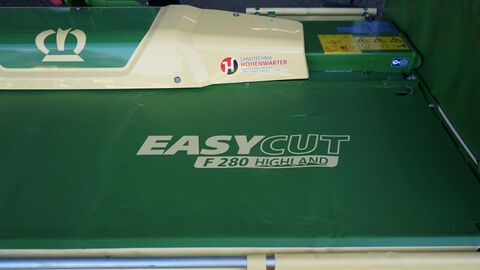 LANDTECHNIK
HOHENWARTER
EASYCUT
F 280 HIGHLAND